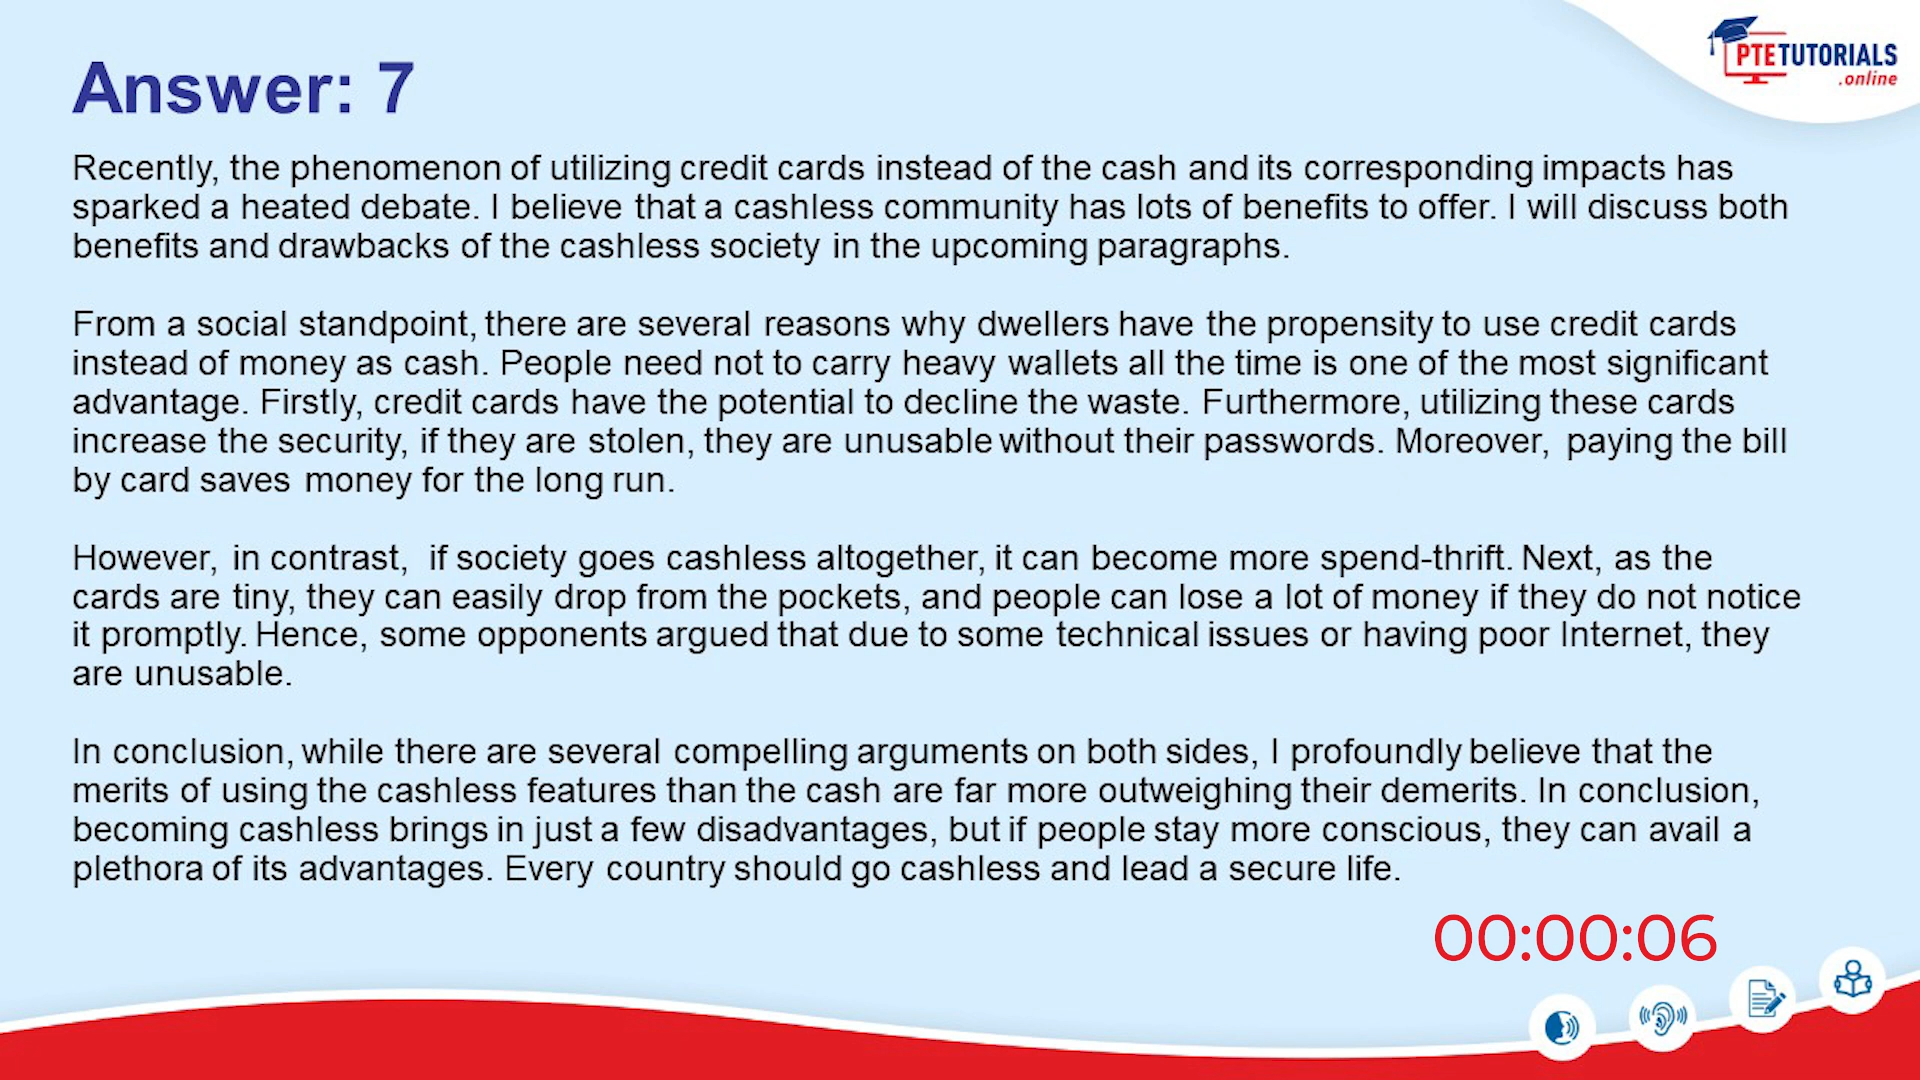 Answer: 7
PTETUTORIALS
.online
Recently, the phenomenon of utilizing credit cards instead of the cash and its corresponding impacts has
sparked a heated debate. I believe that a cashless community has lots of benefits to offer. I will discuss both
benefits and drawbacks of the cashless society in the upcoming paragraphs.
From a social standpoint, there are several reasons why dwellers have the propensity to use credit cards
instead of money as cash. People need not to carry heavy wallets all the time is one of the most significant
advantage. Firstly, credit cards have the potential to decline the waste. Furthermore, utilizing these cards
increase the security, if they are stolen, they are unusable without their passwords. Moreover, paying the bill
by card saves money for the long run.
However, in contrast, if society goes cashless altogether, it can become more spend-thrift. Next, as the
cards are tiny, they can easily drop from the pockets, and people can lose a lot of money if they do not notice
it promptly. Hence, some opponents argued that due to some technical issues or having poor Internet, they
are unusable.
In conclusion, while there are several compelling arguments on both sides, I profoundly believe that the
merits of using the cashless features than the cash are far more outweighing their demerits. In conclusion,
becoming cashless brings in just a few disadvantages, but if people stay more conscious, they can avail a
plethora of its advantages. Every country should go cashless and lead a secure life.
00:00:06